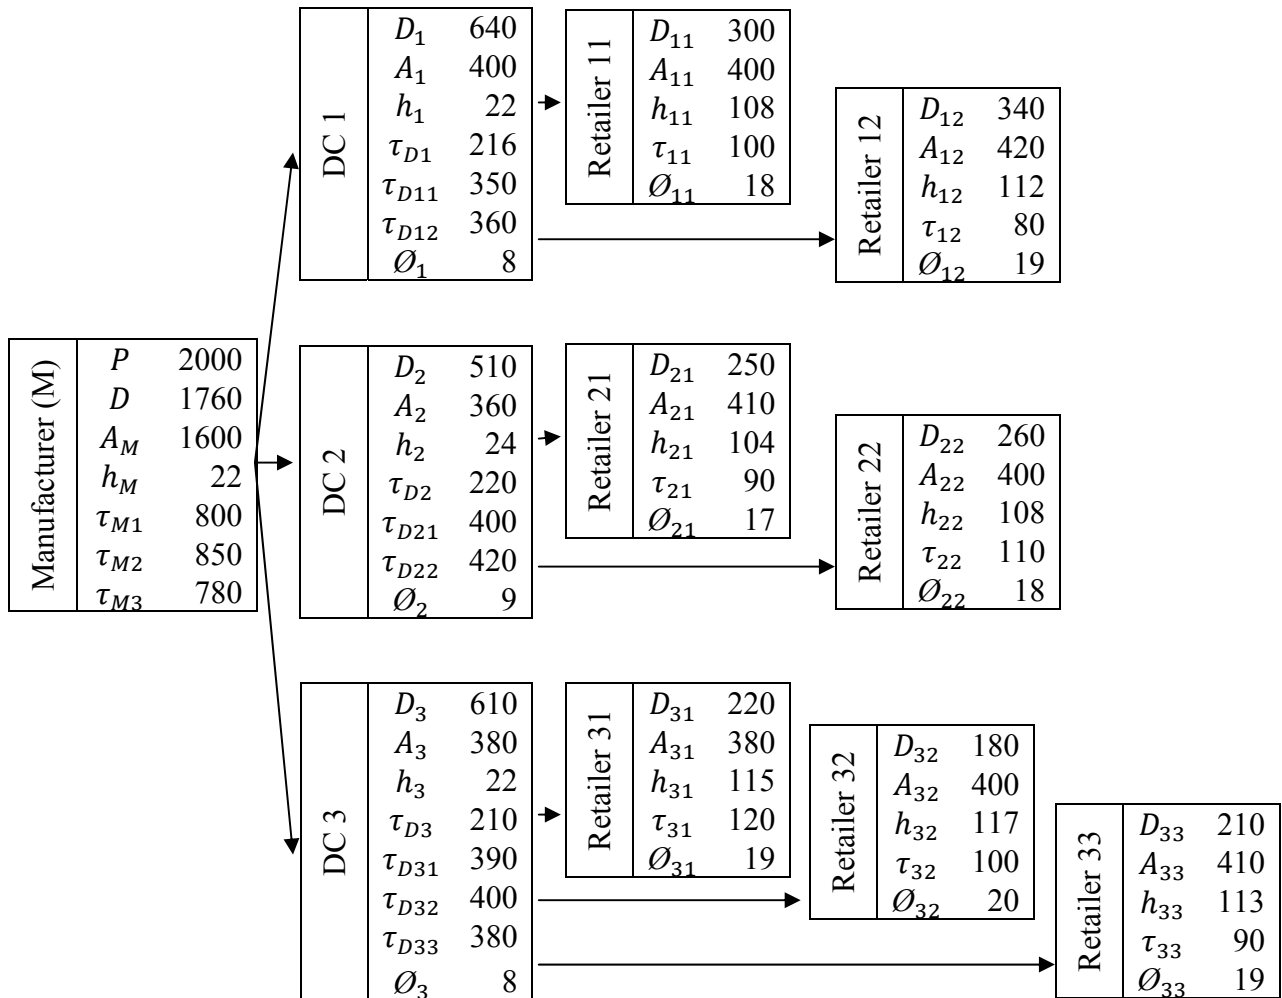 Manufacturer (M)
P 2000
D 1760
A_M 1600
h_M 22
τ_M1 800
τ_M2 850
τ_M3 780
DC 1
D_1 640
A_1 400
h_1 22
τ_D1 216
τ_D11 350
τ_D12 360
Ø_1 8
Retailer 11
D_11 300
A_11 400
h_11 108
τ_11 100
Ø_11 18
Retailer 12
D_12 340
A_12 420
h_12 112
τ_12 80
Ø_12 19
DC 2
D_2 510
A_2 360
h_2 24
τ_D2 220
τ_D21 400
τ_D22 420
Ø_2 9
Retailer 21
D_21 250
A_21 410
h_21 104
τ_21 90
Ø_21 17
Retailer 22
D_22 260
A_22 400
h_22 108
τ_22 110
Ø_22 18
DC 3
D_3 610
A_3 380
h_3 22
τ_D3 210
τ_D31 390
τ_D32 400
τ_D33 380
Ø_3 8
Retailer 31
D_31 220
A_31 380
h_31 115
τ_31 120
Ø_31 19
Retailer 32
D_32 180
A_32 400
h_32 117
τ_32 100
Ø_32 20
Retailer 33
D_33 210
A_33 410
h_33 113
τ_33 90
Ø_33 19